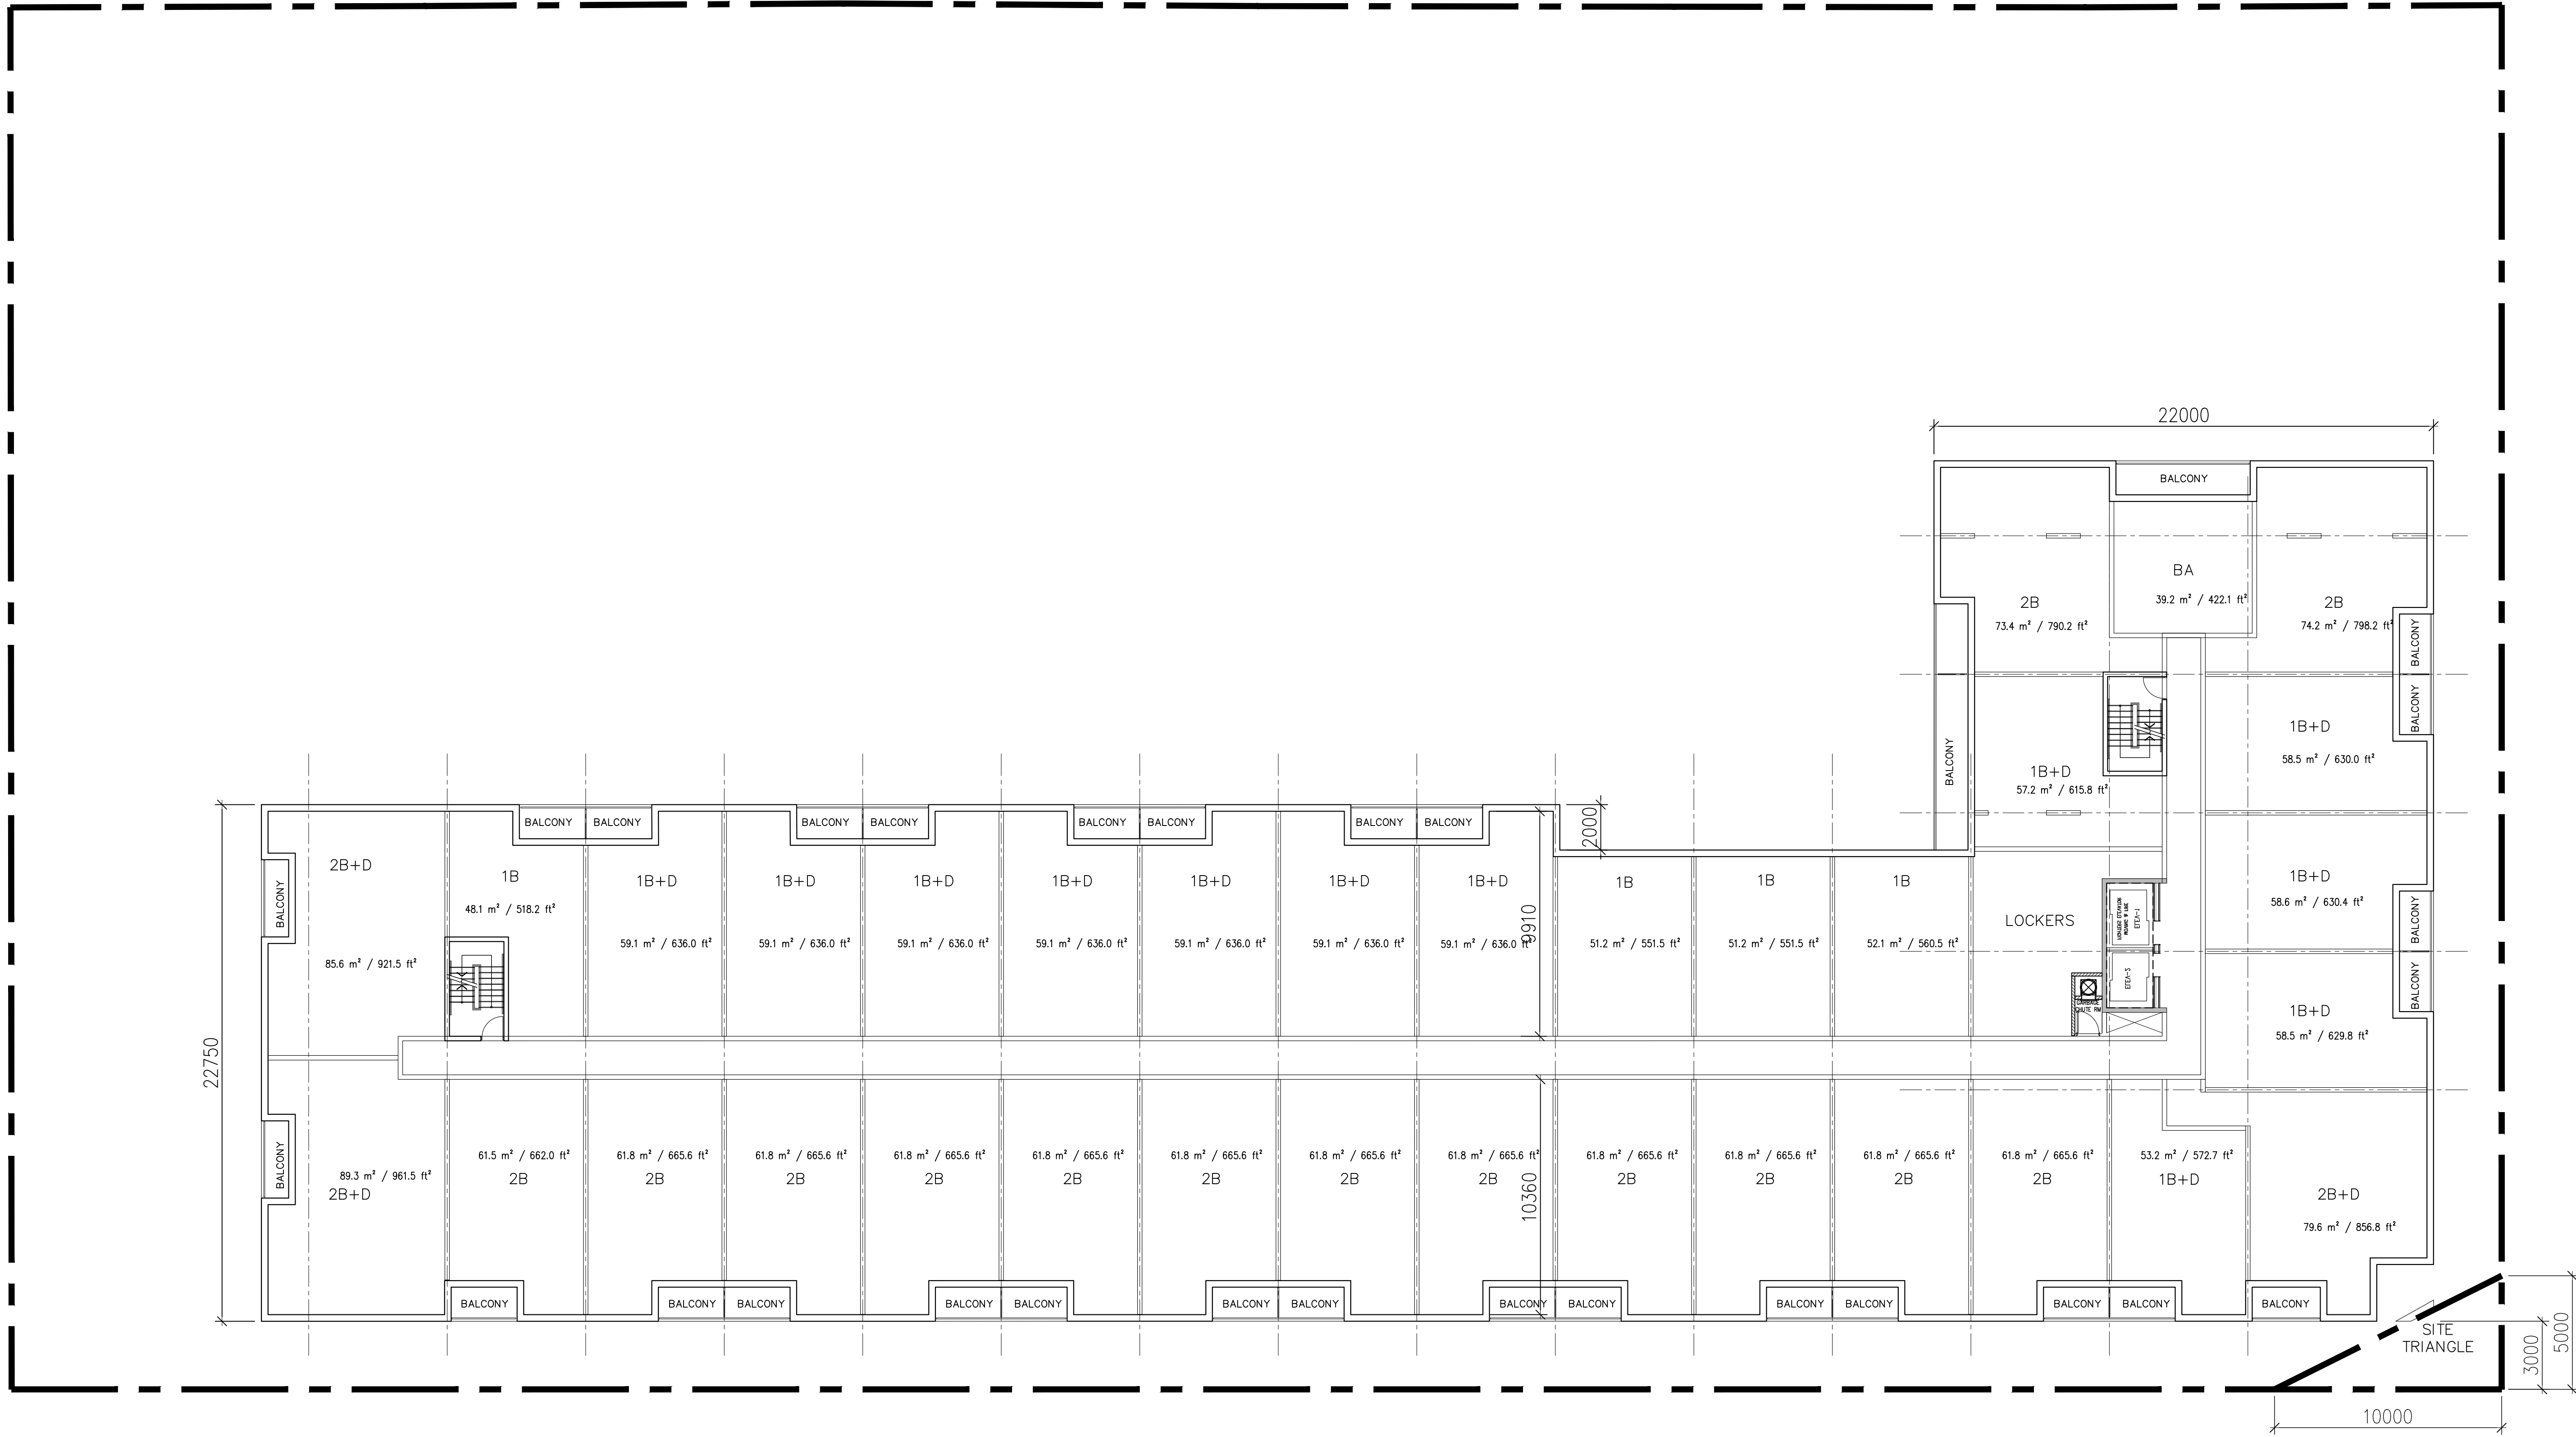 22000
BALCONY
BA
39.2 m² / 422.1 ft²
2B
73.4 m² / 790.2 ft²
2B
74.2 m² / 798.2 ft²
BALCONY
BALCONY
1B+D
58.5 m² / 630.0 ft²
BALCONY
1B+D
57.2 m² / 615.8 ft²
BALCONY
BALCONY
BALCONY
BALCONY
BALCONY
BALCONY
BALCONY
BALCONY
2000
2B+D
85.6 m² / 921.5 ft²
BALCONY
1B
48.1 m² / 518.2 ft²
1B+D
59.1 m² / 636.0 ft²
1B+D
59.1 m² / 636.0 ft²
1B+D
59.1 m² / 636.0 ft²
1B+D
59.1 m² / 636.0 ft²
1B+D
59.1 m² / 636.0 ft²
1B+D
59.1 m² / 636.0 ft²
1B+D
59.1 m² / 636.0 ft²
9910
1B
51.2 m² / 551.5 ft²
1B
51.2 m² / 551.5 ft²
1B
52.1 m² / 560.5 ft²
LOCKERS
GARBAGE
CHUTE RM
1B+D
58.6 m² / 630.4 ft²
BALCONY
BALCONY
1B+D
58.5 m² / 629.8 ft²
22750
BALCONY
89.3 m² / 961.5 ft²
2B+D
61.5 m² / 662.0 ft²
2B
61.8 m² / 665.6 ft²
2B
61.8 m² / 665.6 ft²
2B
61.8 m² / 665.6 ft²
2B
61.8 m² / 665.6 ft²
2B
61.8 m² / 665.6 ft²
2B
61.8 m² / 665.6 ft²
2B
61.8 m² / 665.6 ft²
2B
10360
61.8 m² / 665.6 ft²
2B
61.8 m² / 665.6 ft²
2B
61.8 m² / 665.6 ft²
2B
61.8 m² / 665.6 ft²
2B
53.2 m² / 572.7 ft²
1B+D
2B+D
79.6 m² / 856.8 ft²
BALCONY
BALCONY
BALCONY
BALCONY
BALCONY
BALCONY
BALCONY
BALCONY
BALCONY
BALCONY
BALCONY
BALCONY
BALCONY
BALCONY
SITE
TRIANGLE
3000
5000
10000